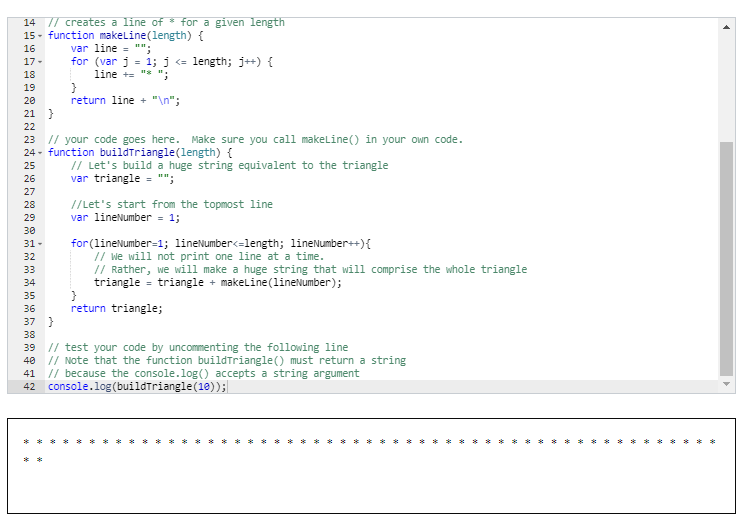 14 // creates a line of * for a given length
15 function makeLine(length) {
16 var line = "";
17 for (var j = 1; j <= length; j++) {
18 line += "* ";
19 }
20 return line + "\n";
21 }
22
23 // your code goes here.  Make sure you call makeLine() in your own code.
24 function buildTriangle(length) {
25 // Let's build a huge string equivalent to the triangle
26 var triangle = "";
27
28 //Let's start from the topmost line
29 var lineNumber = 1;
30
31 for(lineNumber=1; lineNumber<=length; lineNumber++){
32 // We will not print one line at a time.
33 // Rather, we will make a huge string that will comprise the whole triangle
34 triangle = triangle + makeLine(lineNumber);
35 }
36 return triangle;
37 }
38
39 // test your code by uncommenting the following line
40 // Note that the function buildTriangle() must return a string
41 // because the console.log() accepts a string argument
42 console.log(buildTriangle(10));
* * * * * * * * * * * * * * * * * * * * * * * * * * * * * * * * * * * * * * * * * * * * * * * * * * * * *
* *